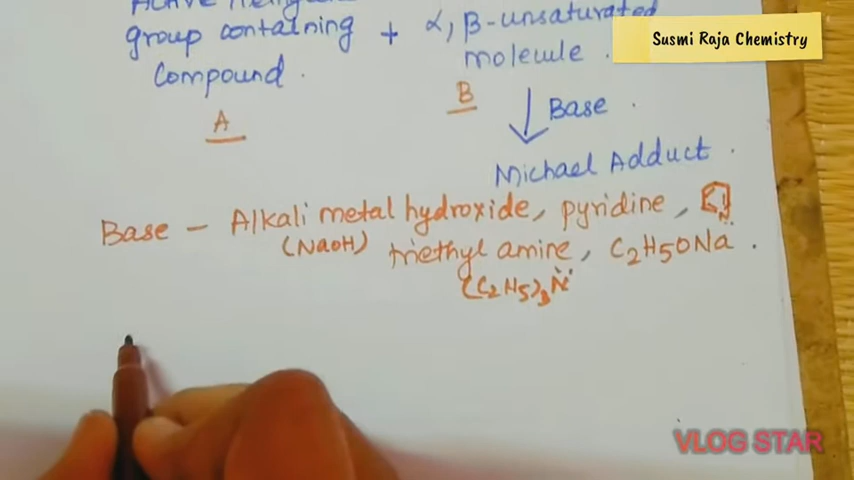 group containing + α, β-unsaturated
compound. molecule.
A B ↓ Base.
Michael Adduct.
Base - Alkali metal hydroxide, pyridine,
(NaOH) triethyl amine, C2H5ONa.
(C2H5)3N̈
Susmi Raja Chemistry
VLOG STAR